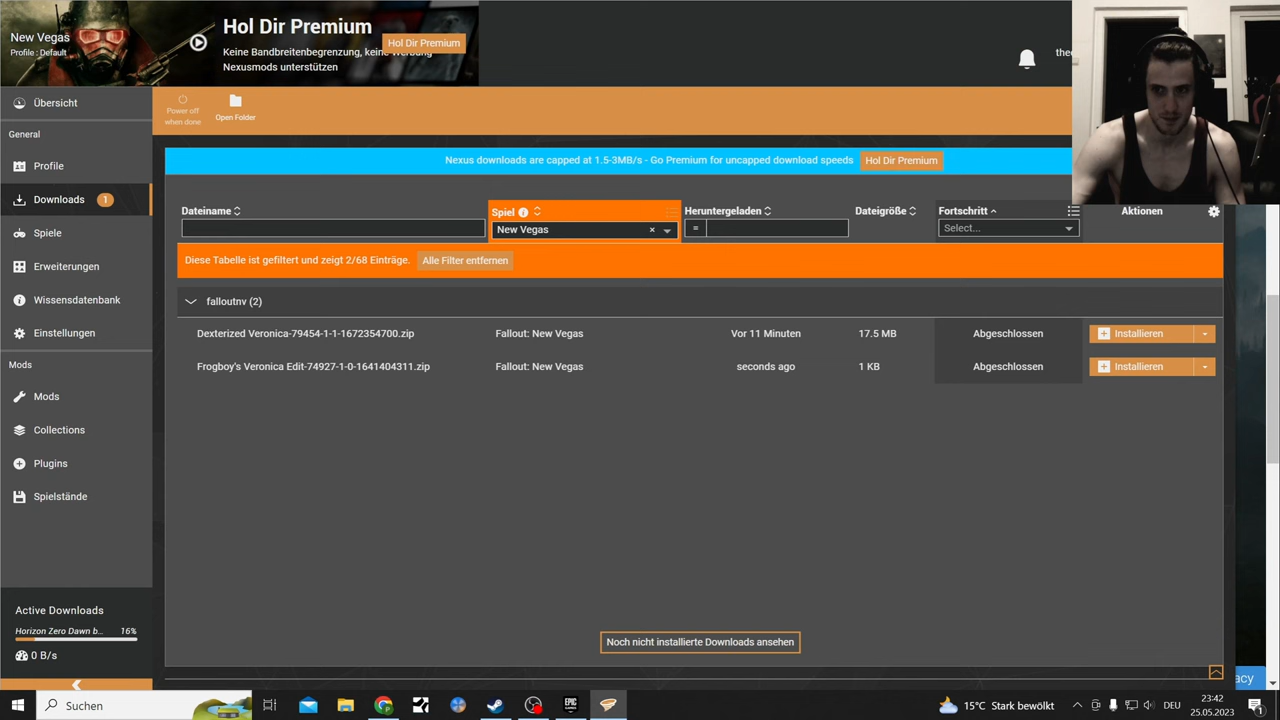 New Vegas
Profile : Default
Hol Dir Premium
Keine Bandbreitenbegrenzung, keine Werbung
Nexusmods unterstützen
Hol Dir Premium
Übersicht
General
Profile
Downloads 1
Spiele
Erweiterungen
Wissensdatenbank
Einstellungen
Mods
Mods
Collections
Plugins
Spielstände
Active Downloads
Horizon Zero Dawn b... 16%
0 B/s
Power off
when done
Open Folder
Nexus downloads are capped at 1.5-3MB/s - Go Premium for uncapped download speeds Hol Dir Premium
Dateiname Spiel Heruntergeladen Dateigröße Fortschritt Aktionen
New Vegas × = Select...
Diese Tabelle ist gefiltert und zeigt 2/68 Einträge. Alle Filter entfernen
falloutnv (2)
Dexterized Veronica-79454-1-1-1672354700.zip Fallout: New Vegas Vor 11 Minuten 17.5 MB Abgeschlossen Installieren
Frogboy's Veronica Edit-74927-1-0-1641404311.zip Fallout: New Vegas seconds ago 1 KB Abgeschlossen Installieren
Noch nicht installierte Downloads ansehen
Suchen
15°C Stark bewölkt
DEU
23:42
25.05.2023
1